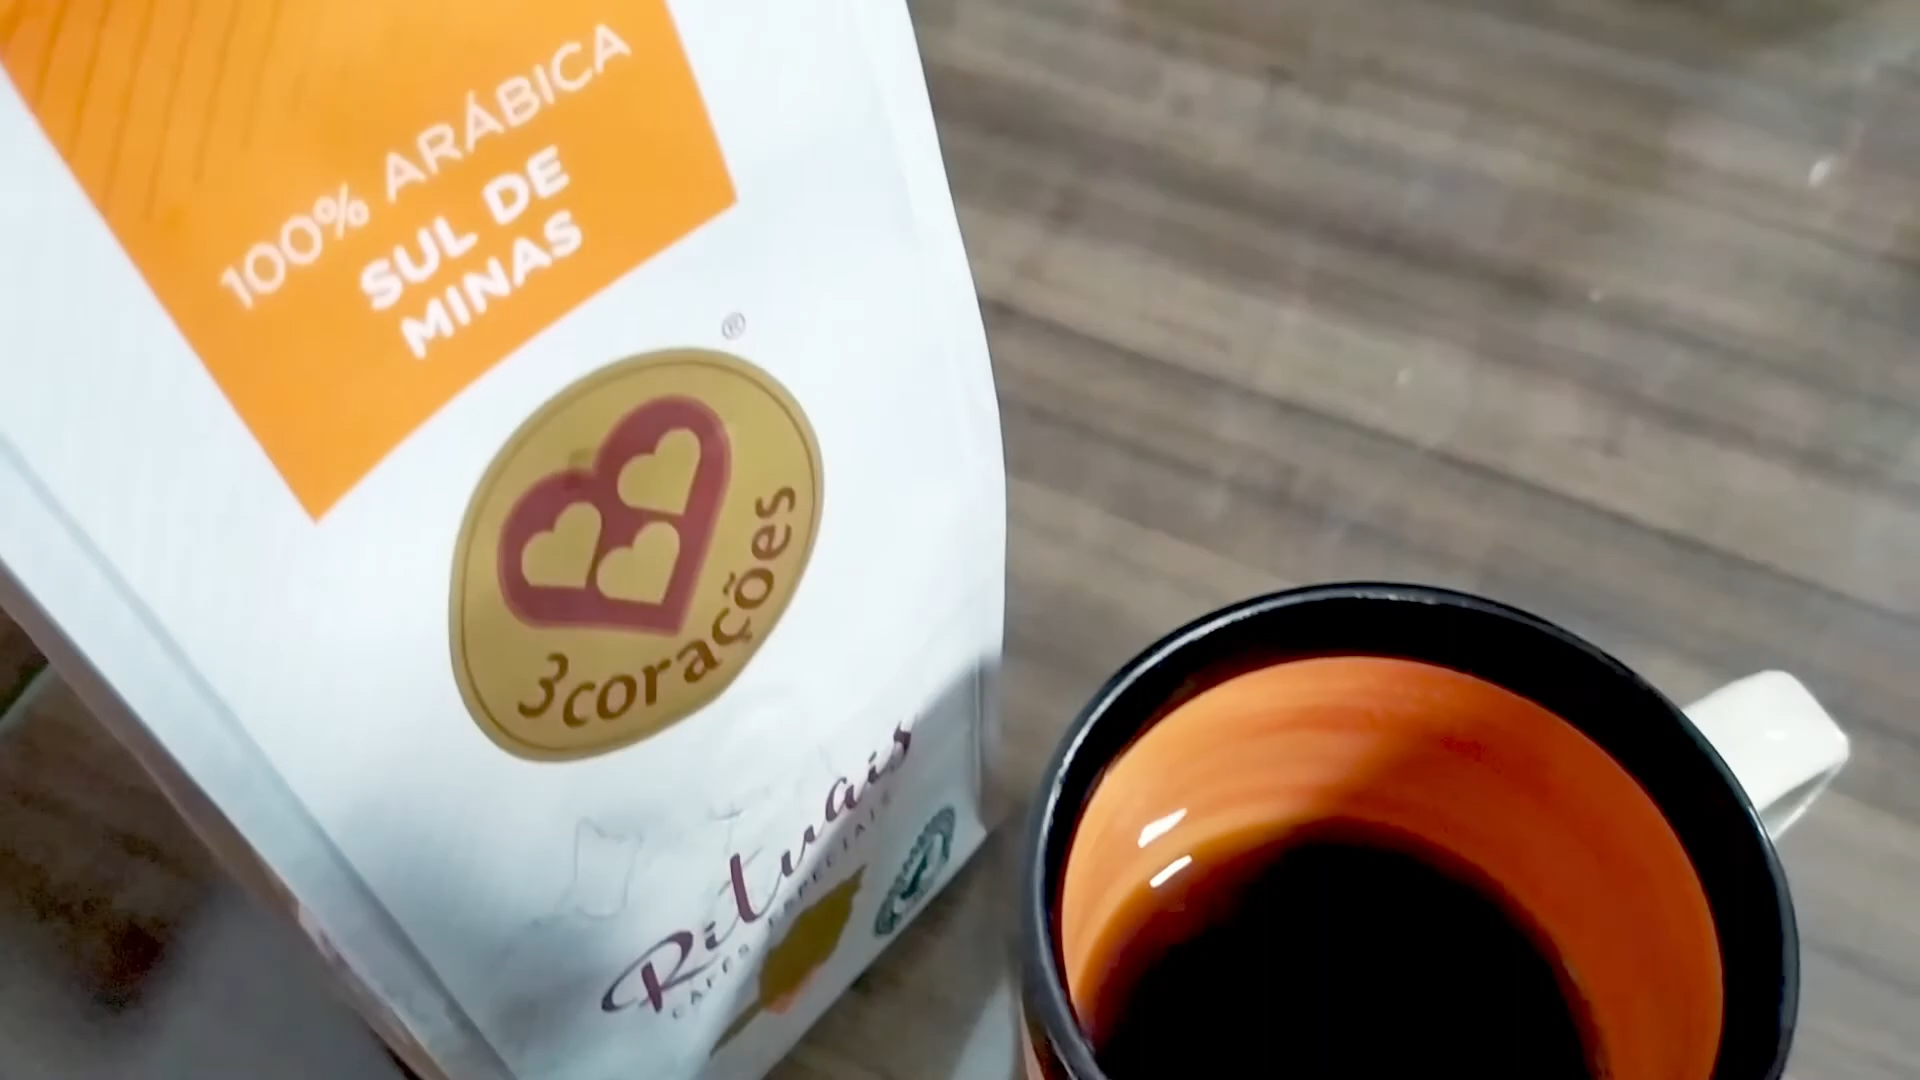 100% ARÁBICA
SUL DE
MINAS
®
3corações
Rituais
CAFÉS ESPECIAIS